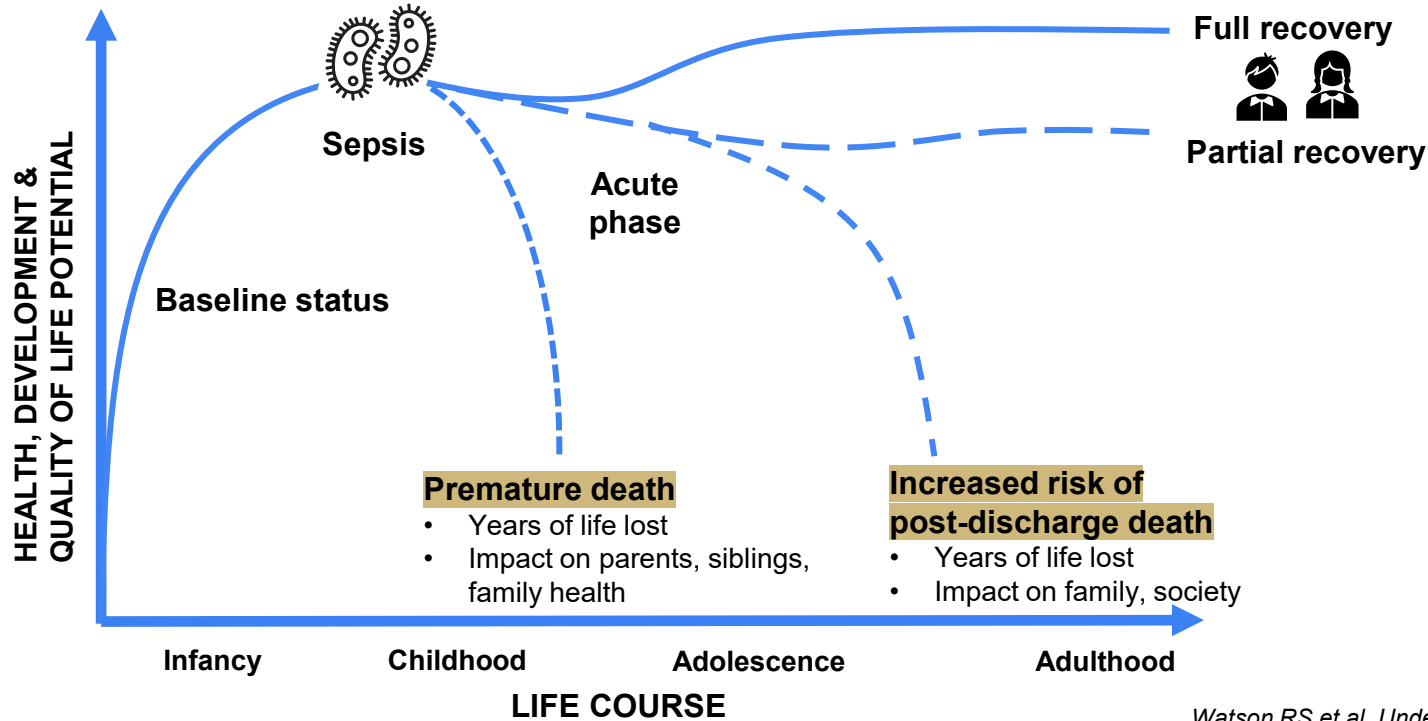 HEALTH, DEVELOPMENT &
QUALITY OF LIFE POTENTIAL
Full recovery
Sepsis
Partial recovery
Acute
phase
Baseline status
Premature death
• Years of life lost
• Impact on parents, siblings,
family health
Increased risk of
post-discharge death
• Years of life lost
• Impact on family, society
Infancy
Childhood
Adolescence
Adulthood
LIFE COURSE
Watson RS et al. Unde